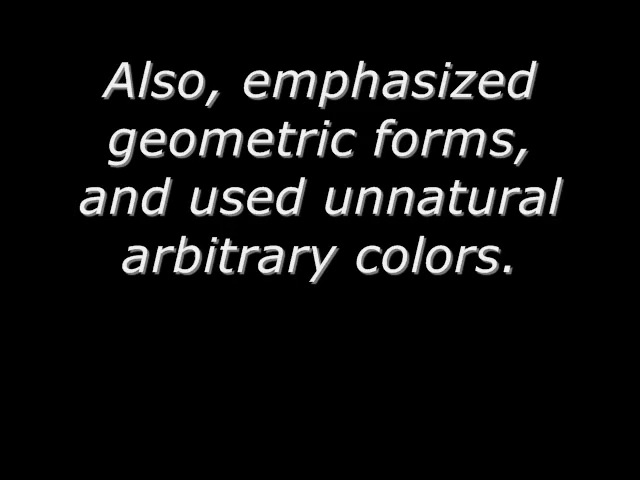 Also, emphasized
geometric forms,
and used unnatural
arbitrary colors.